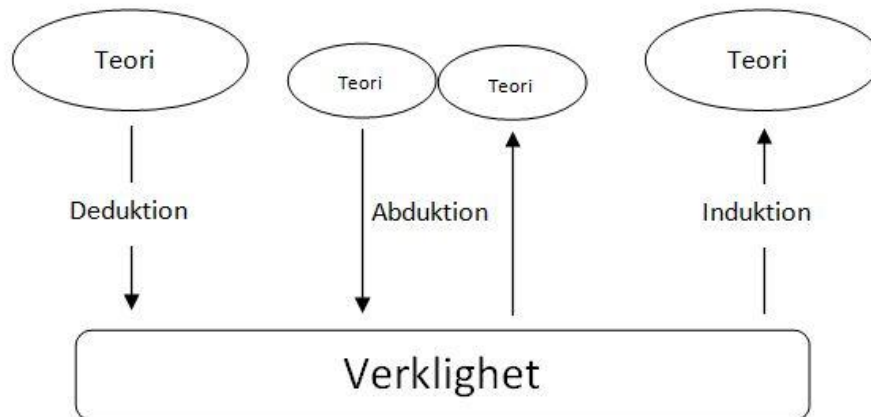 Teori
Teori
Teori
Teori
Deduktion
Abduktion
Induktion
Verklighet